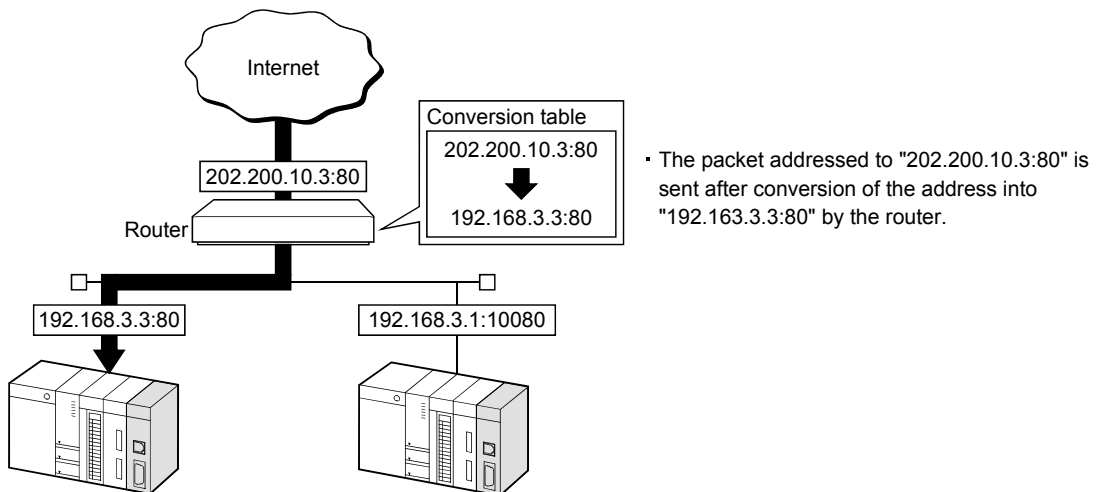 Internet
Conversion table
202.200.10.3:80
192.168.3.3:80
202.200.10.3:80
Router
· The packet addressed to "202.200.10.3:80" is
sent after conversion of the address into
"192.163.3.3:80" by the router.
192.168.3.3:80
192.168.3.1:10080